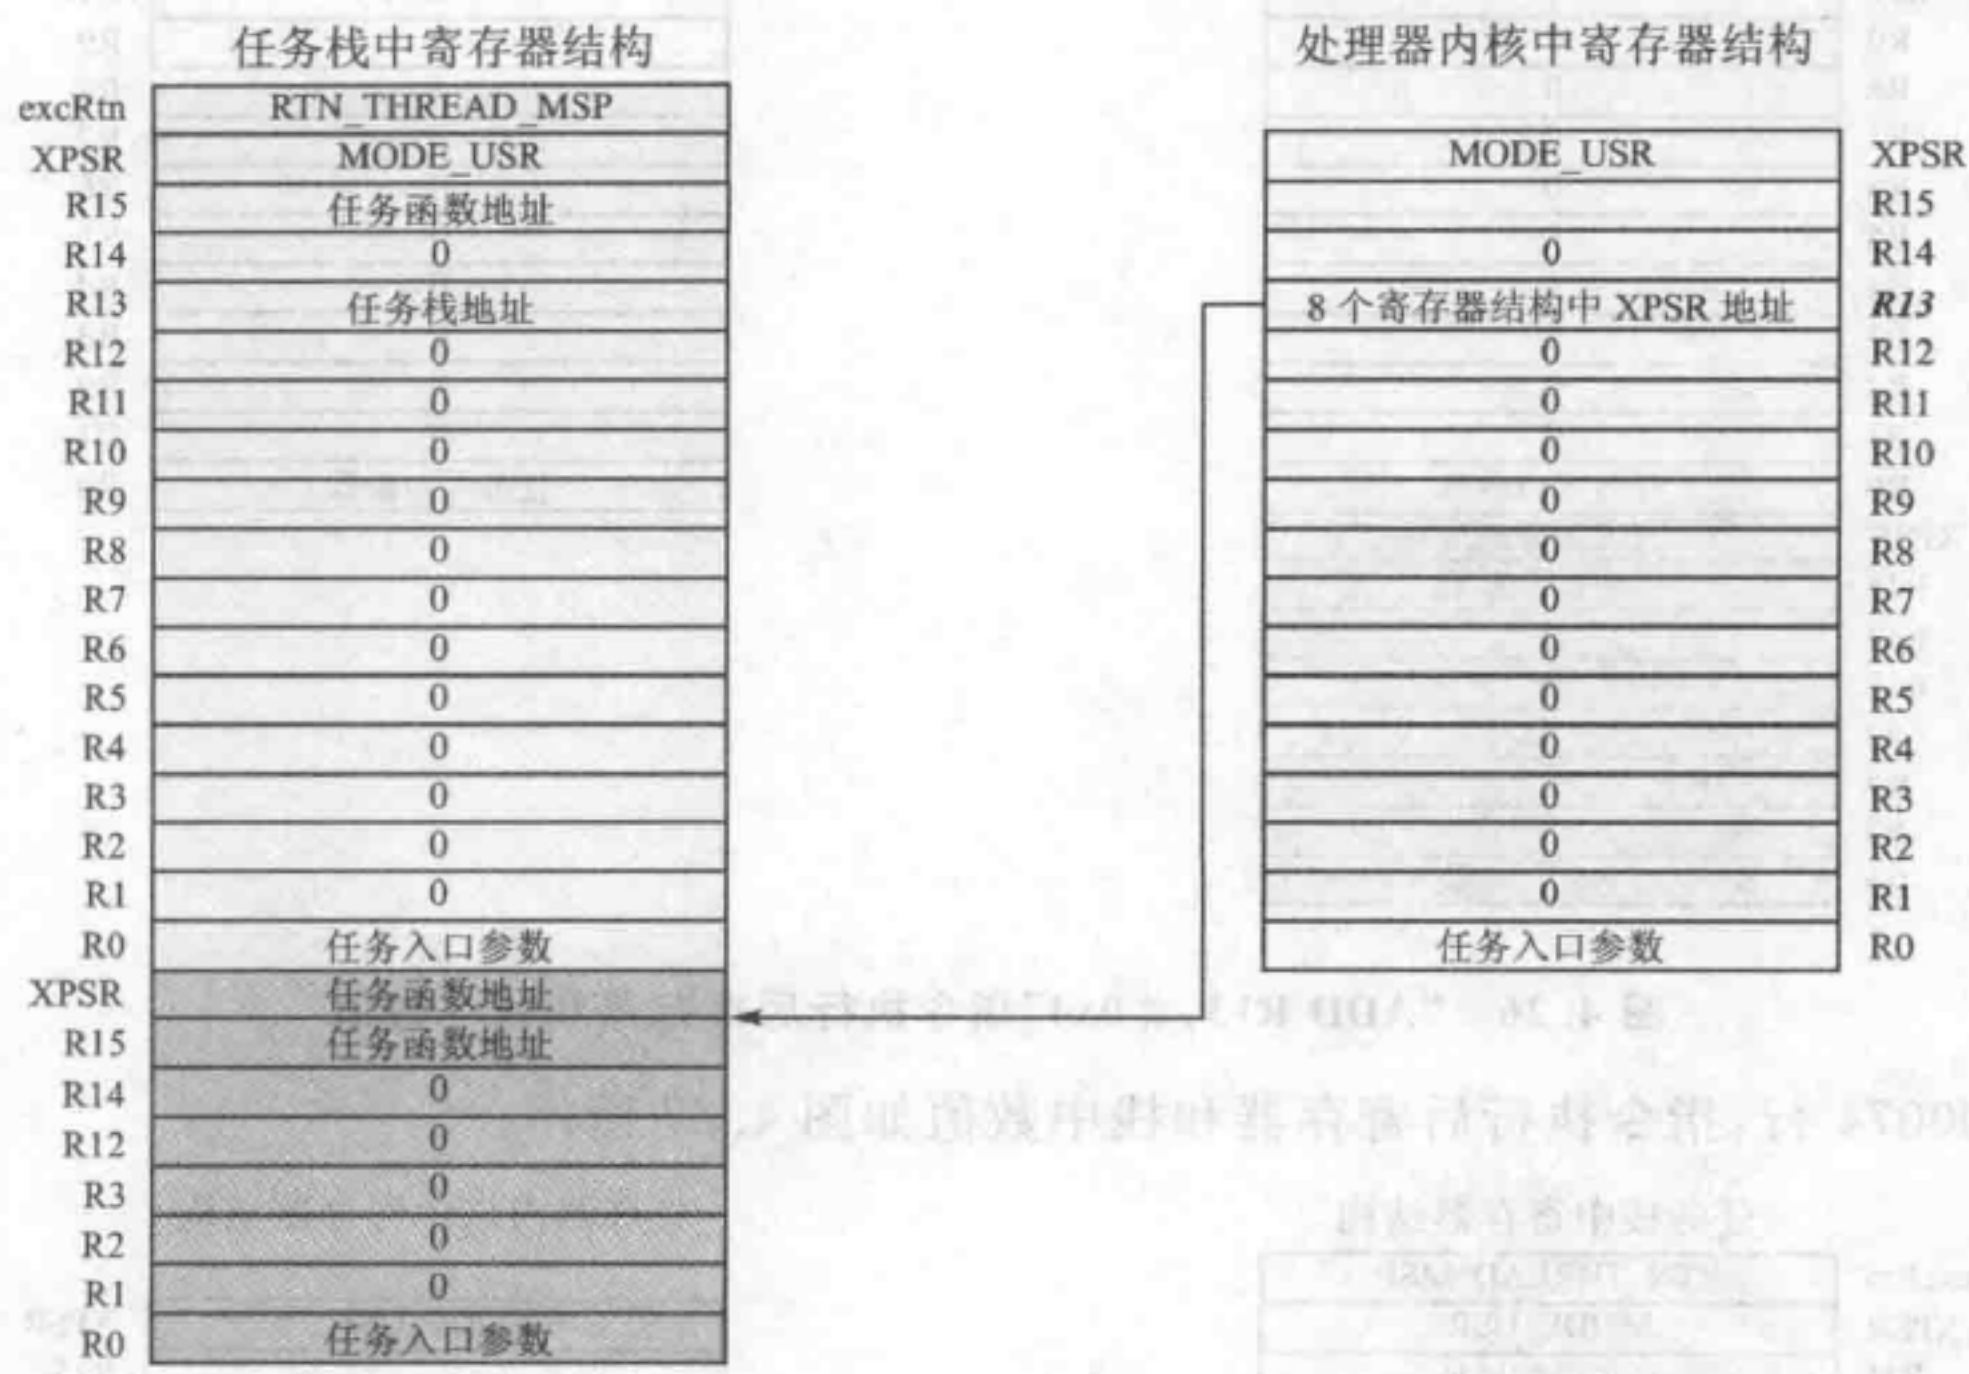 任务栈中寄存器结构
excRtn RTN_THREAD_MSP
XPSR MODE_USR
R15 任务函数地址
R14 0
R13 任务栈地址
R12 0
R11 0
R10 0
R9 0
R8 0
R7 0
R6 0
R5 0
R4 0
R3 0
R2 0
R1 0
R0 任务入口参数
XPSR 任务函数地址
R15 任务函数地址
R14 0
R12 0
R3 0
R2 0
R1 0
R0 任务入口参数
处理器内核中寄存器结构
MODE_USR XPSR
R15
0 R14
8个寄存器结构中 XPSR 地址 R13
0 R12
0 R11
0 R10
0 R9
0 R8
0 R7
0 R6
0 R5
0 R4
0 R3
0 R2
0 R1
任务入口参数 R0